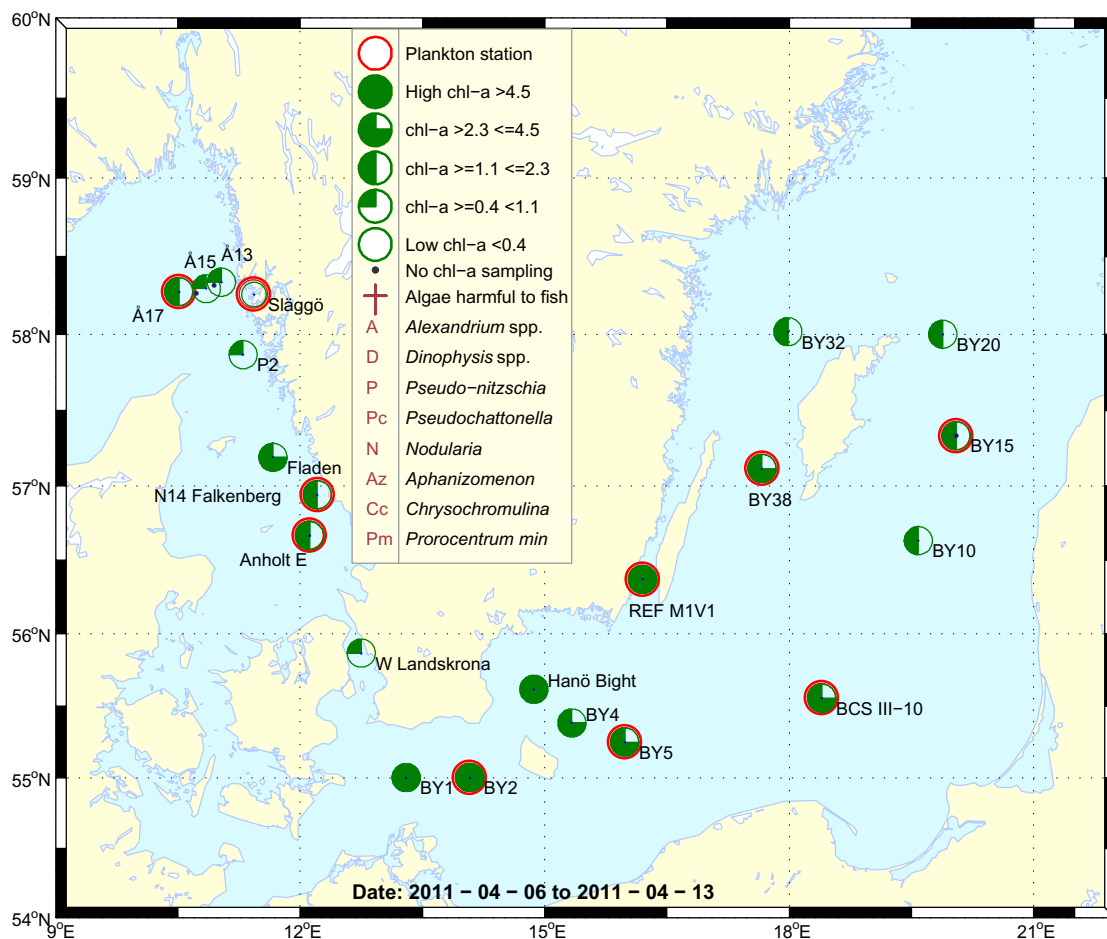 60°N
59°N
58°N
57°N
56°N
55°N
54°N
9°E
12°E
15°E
18°E
21°E
Plankton station
High chl−a >4.5
chl−a >2.3 <=4.5
chl−a >=1.1 <=2.3
chl−a >=0.4 <1.1
Low chl−a <0.4
No chl−a sampling
Algae harmful to fish
A Alexandrium spp.
D Dinophysis spp.
P Pseudo−nitzschia
Pc Pseudochattonella
N Nodularia
Az Aphanizomenon
Cc Chrysochromulina
Pm Prorocentrum min
Å15
Å13
Å17
Släggö
P2
Fladen
N14 Falkenberg
Anholt E
W Landskrona
Hanö Bight
BY4
BY5
BY1
BY2
REF M1V1
BY32
BY20
BY15
BY38
BY10
BCS III−10
Date: 2011 − 04 − 06 to 2011 − 04 − 13